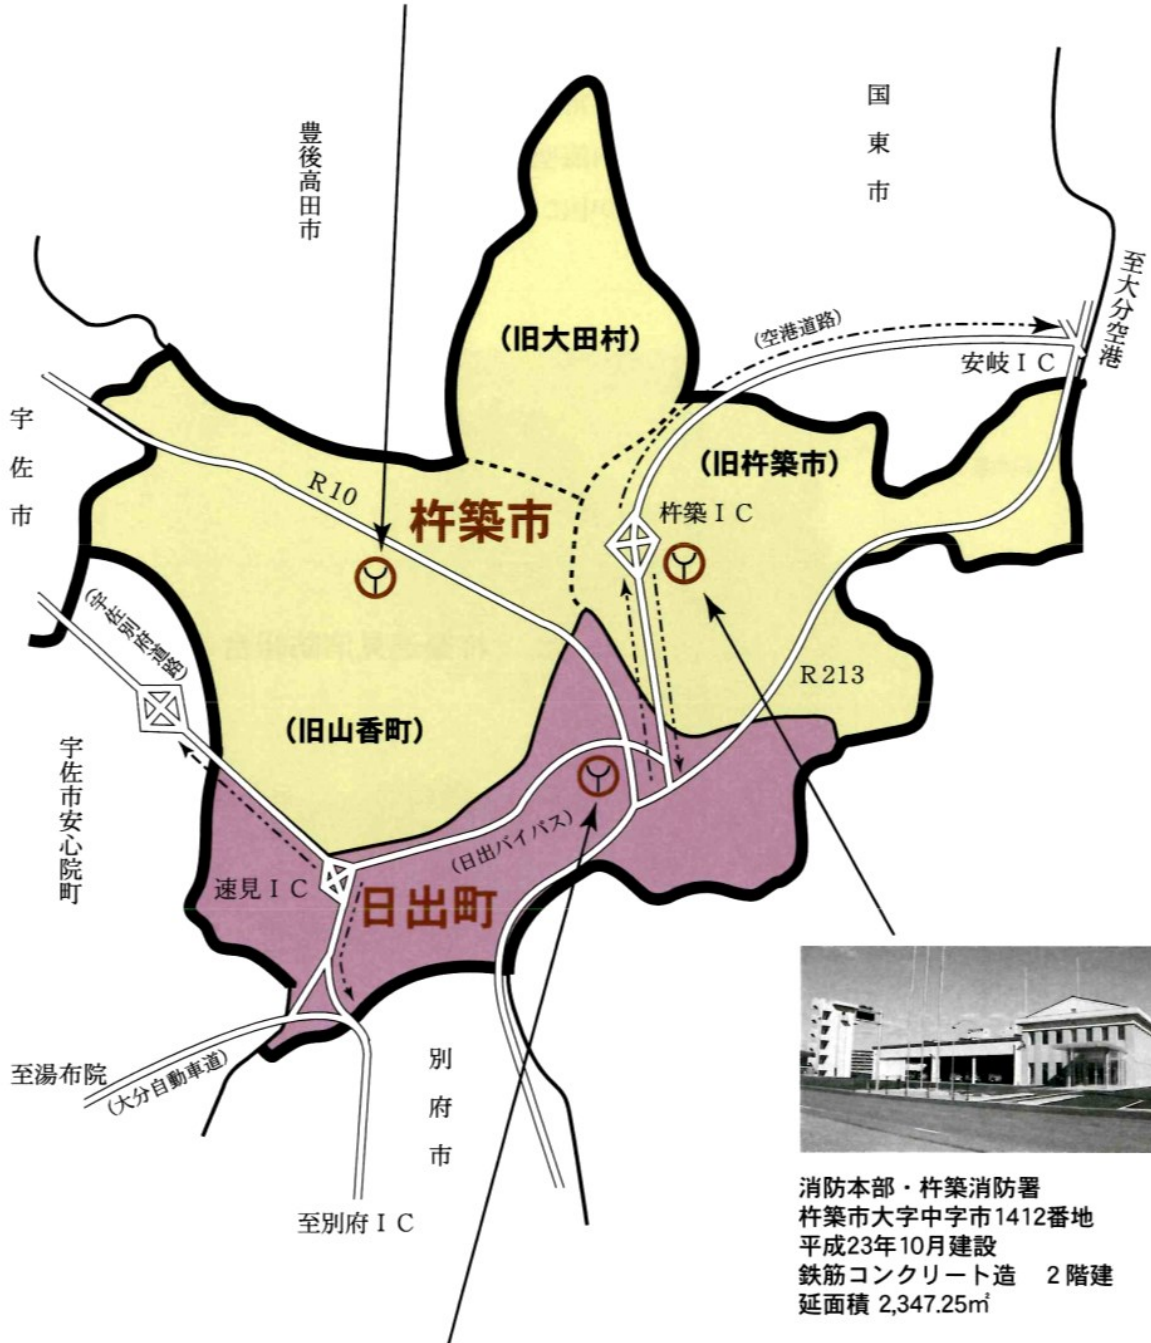 豊後高田市
国東市
至大分空港
(空港道路)
安岐ＩＣ
(旧大田村)
宇佐市
(旧杵築市)
R10
杵築市
杵築ＩＣ
(宇佐別府道路)
R213
(旧山香町)
宇佐市安心院町
(日出バイパス)
速見ＩＣ
日出町
至湯布院
(大分自動車道)
別府市
至別府ＩＣ
消防本部・杵築消防署
杵築市大字中字市1412番地
平成23年10月建設
鉄筋コンクリート造　２階建
延面積 2,347.25㎡